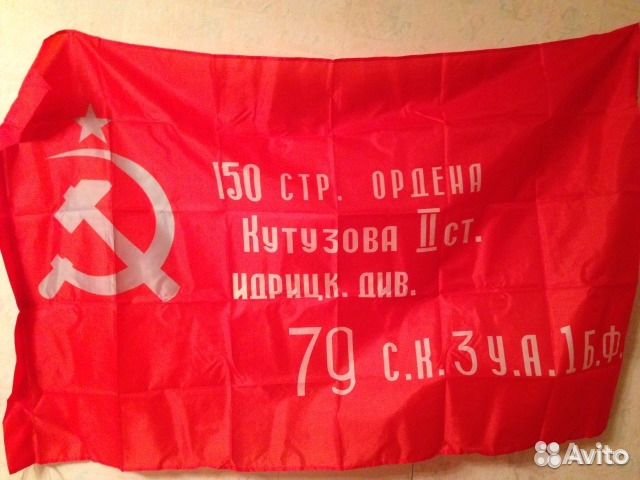 150 СТР. ОРДЕНА
КУТУЗОВА II СТ.
ИДРИЦК. ДИВ.
79 С.К. 3 У.А. 1 Б.Ф.
Avito